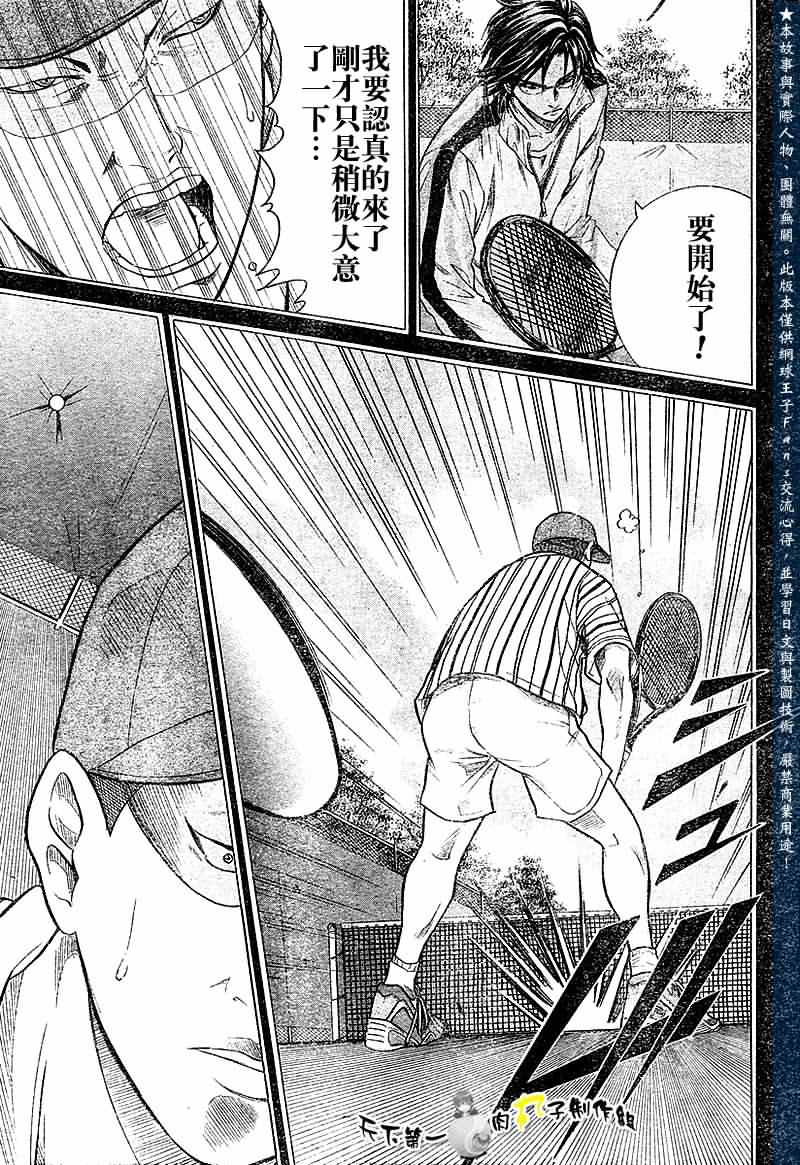 要開始了!
我要認真的來了
剛才只是稍微大意
了一下…
ギュル
天下第一
肉丸子制作組
★本故事與實際人物、團體無關。此版本僅供網球王子Fans交流心得,並學習日文與製圖技術,嚴禁商業用途!